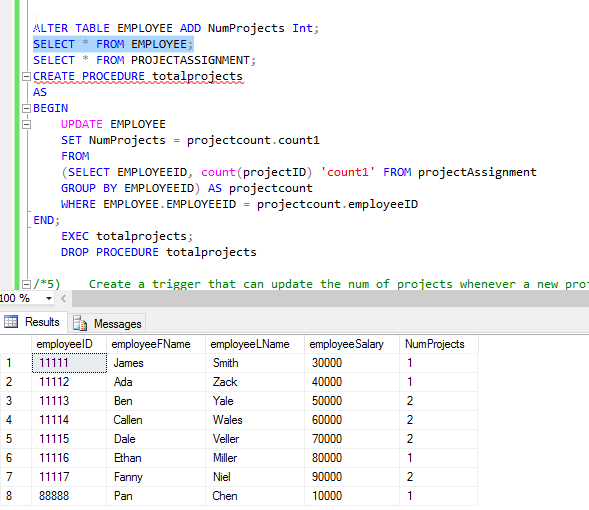 ALTER TABLE EMPLOYEE ADD NumProjects Int;
SELECT * FROM EMPLOYEE;
SELECT * FROM PROJECTASSIGNMENT;
CREATE PROCEDURE totalprojects
AS
BEGIN
UPDATE EMPLOYEE
SET NumProjects = projectcount.count1
FROM
(SELECT EMPLOYEEID, count(projectID) 'count1' FROM projectAssignment
GROUP BY EMPLOYEEID) AS projectcount
WHERE EMPLOYEE.EMPLOYEEID = projectcount.employeeID
END;
EXEC totalprojects;
DROP PROCEDURE totalprojects
/*5) Create a trigger that can update the num of projects whenever a new
100 %
Results Messages
employeeID employeeFName employeeLName employeeSalary NumProjects
1 11111 James Smith 30000 1
2 11112 Ada Zack 40000 1
3 11113 Ben Yale 50000 2
4 11114 Callen Wales 60000 2
5 11115 Dale Veller 70000 2
6 11116 Ethan Miller 80000 1
7 11117 Fanny Niel 90000 2
8 88888 Pan Chen 10000 1